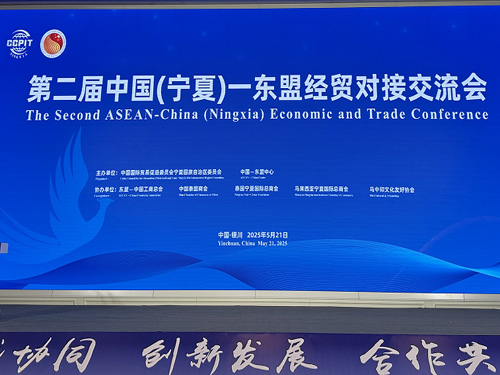 CCPIT
第二届中国(宁夏)—东盟经贸对接交流会
The Second ASEAN-China (Ningxia) Economic and Trade Conference
主办单位：中国国际贸易促进委员会宁夏回族自治区委员会 中国—东盟中心
协办单位：东盟—中国工商总会 中国泰盟商会 泰国宁夏国际总商会 马来西亚宁夏国际总商会 马中印文化友好协会
中国·银川 2025年5月21日
Yinchuan, China May 21, 2025
协同 创新发展 合作共